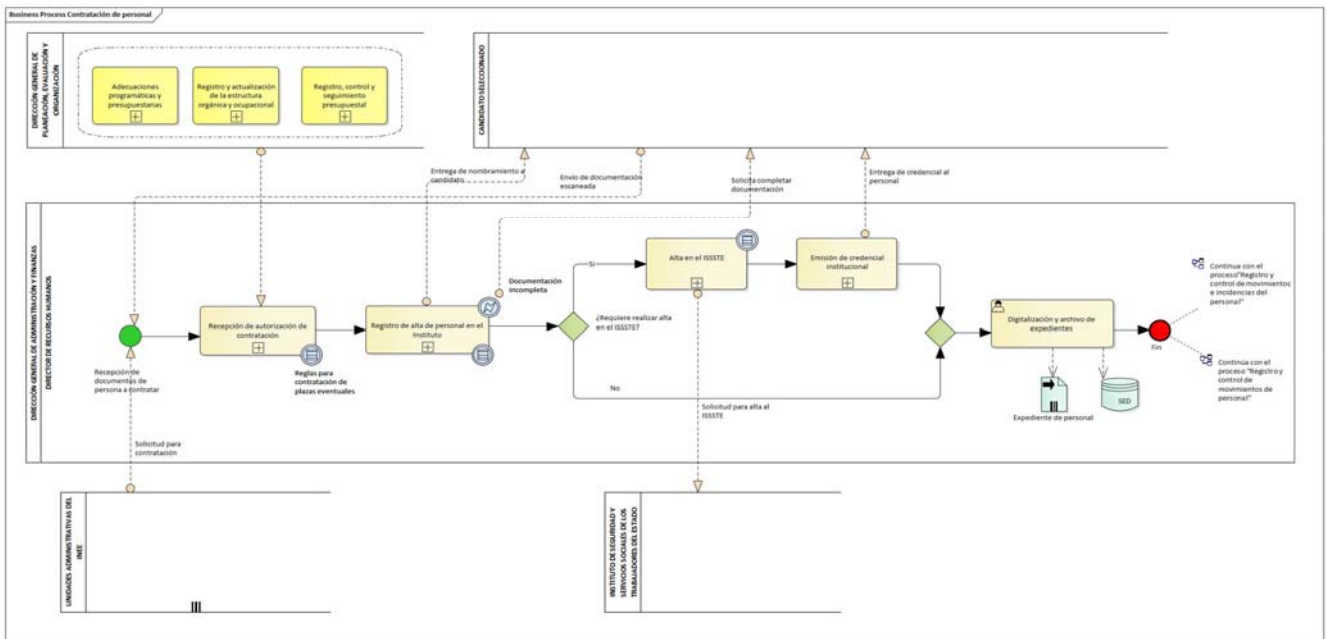 Business Process Contratación de personal
DIRECCIÓN GENERAL DE
PLANEACIÓN, EVALUACIÓN Y
ORGANIZACIÓN
Adecuaciones
programáticas y
presupuestarias
Registro y actualización
de la estructura
orgánica y ocupacional
Registro, control y
seguimiento
presupuestal
CANDIDATO SELECCIONADO
Entrega de nombramiento a
candidato
Envío de documentación
escaneada
Solicita completar
documentación
Entrega de credencial al
personal
DIRECCIÓN GENERAL DE ADMINISTRACIÓN Y FINANZAS
DIRECTOR DE RECURSOS HUMANOS
Recepción de
documentos de
persona a contratar
Recepción de autorización de
contratación
Reglas para
contratación de
plazas eventuales
Registro de alta de personal en el
Instituto
Documentación
incompleta
¿Requiere realizar alta
en el ISSSTE?
Si
No
Alta en el ISSSTE
Emisión de credencial
institucional
Digitalización y archivo de
expedientes
Expediente de personal
SED
Fin
Continue con el
proceso"Registro y
control de movimientos
e incidencias del
personal"
Continúa con el
proceso "Registro y
control de
movimientos de
personal"
Solicitud para
contratación
Solicitud para alta al
ISSSTE
UNIDADES ADMINISTRATIVAS DEL
INEE
INSTITUTO DE SEGURIDAD Y
SERVICIOS SOCIALES DE LOS
TRABAJADORES DEL ESTADO